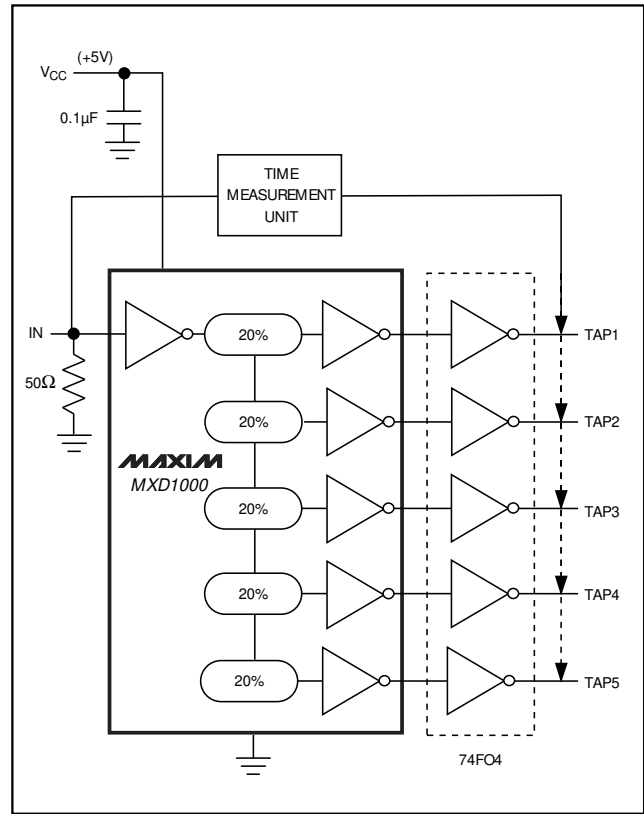 (+5V)
VCC
0.1µF
TIME
MEASUREMENT
UNIT
IN
20%
TAP1
50Ω
20%
TAP2
MAXIM
MXD1000
20%
TAP3
20%
TAP4
20%
TAP5
74FO4